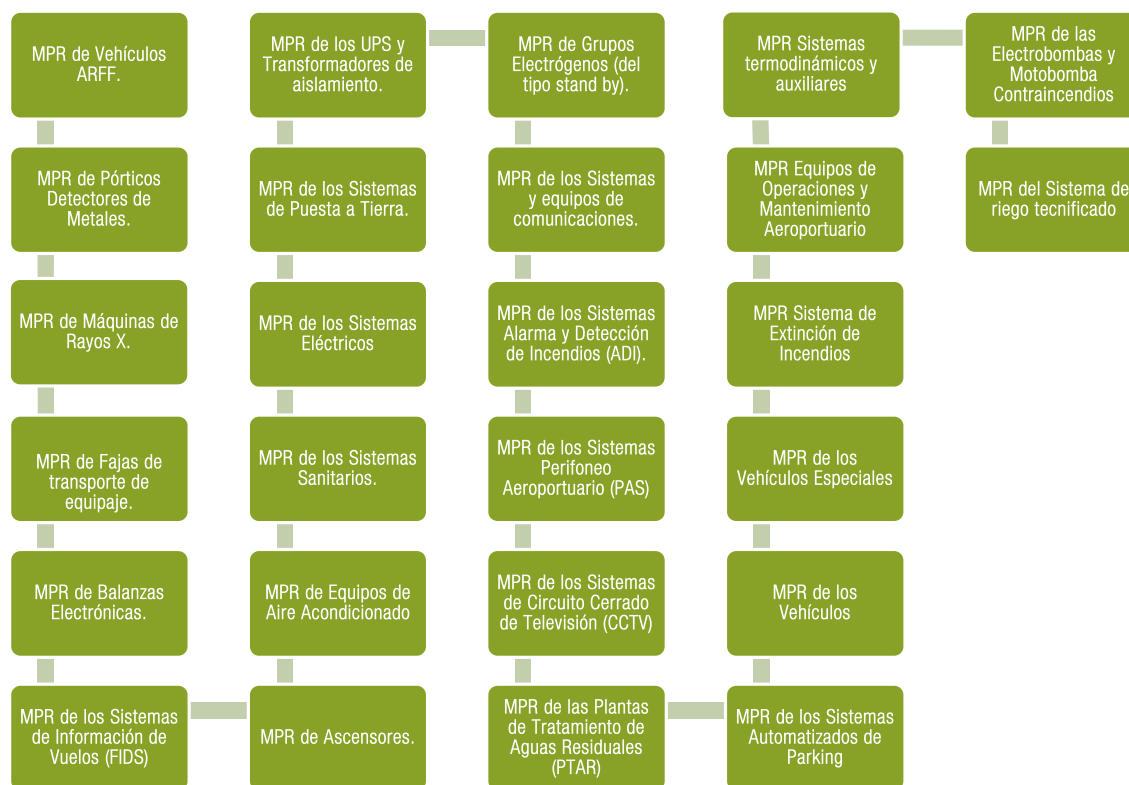 MPR de Vehículos
ARFF.
MPR de Pórticos
Detectores de
Metales.
MPR de Máquinas de
Rayos X.
MPR de Fajas de
transporte de
equipaje.
MPR de Balanzas
Electrónicas.
MPR de los Sistemas
de Información de
Vuelos (FIDS)
MPR de Ascensores.
MPR de Equipos de
Aire Acondicionado
MPR de los Sistemas
Sanitarios.
MPR de los Sistemas
Eléctricos
MPR de los Sistemas
de Puesta a Tierra.
MPR de los UPS y
Transformadores de
aislamiento.
MPR de Grupos
Electrógenos (del
tipo stand by).
MPR de los Sistemas
y equipos de
comunicaciones.
MPR de los Sistemas
Alarma y Detección
de Incendios (ADI).
MPR de los Sistemas
Perifoneo
Aeroportuario (PAS)
MPR de los Sistemas
de Circuito Cerrado
de Televisión (CCTV)
MPR de las Plantas
de Tratamiento de
Aguas Residuales
(PTAR)
MPR de los Sistemas
Automatizados de
Parking
MPR de los
Vehículos
MPR de los
Vehículos Especiales
MPR Sistema de
Extinción de
Incendios
MPR Equipos de
Operaciones y
Mantenimiento
Aeroportuario
MPR Sistemas
termodinámicos y
auxiliares
MPR de las
Electrobombas y
Motobomba
Contraincendios
MPR del Sistema de
riego tecnificado